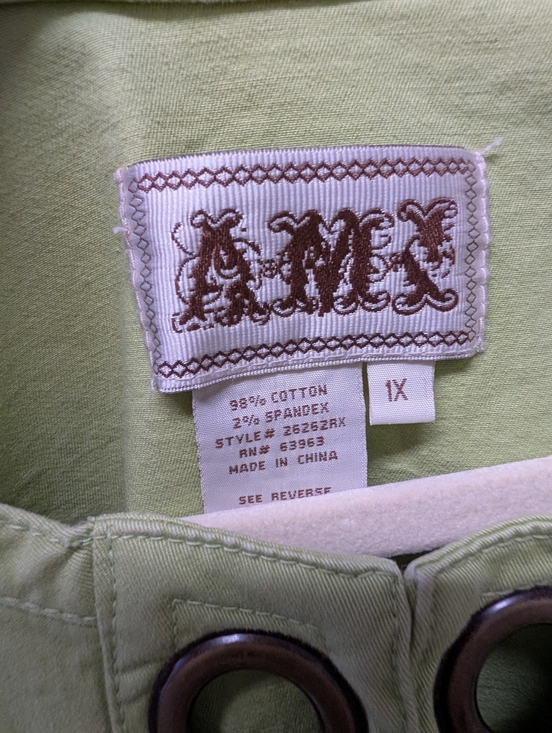 A.M.I
98% COTTON
2% SPANDEX
STYLE# 26262RX
RN# 63963
MADE IN CHINA
SEE REVERSE
1X